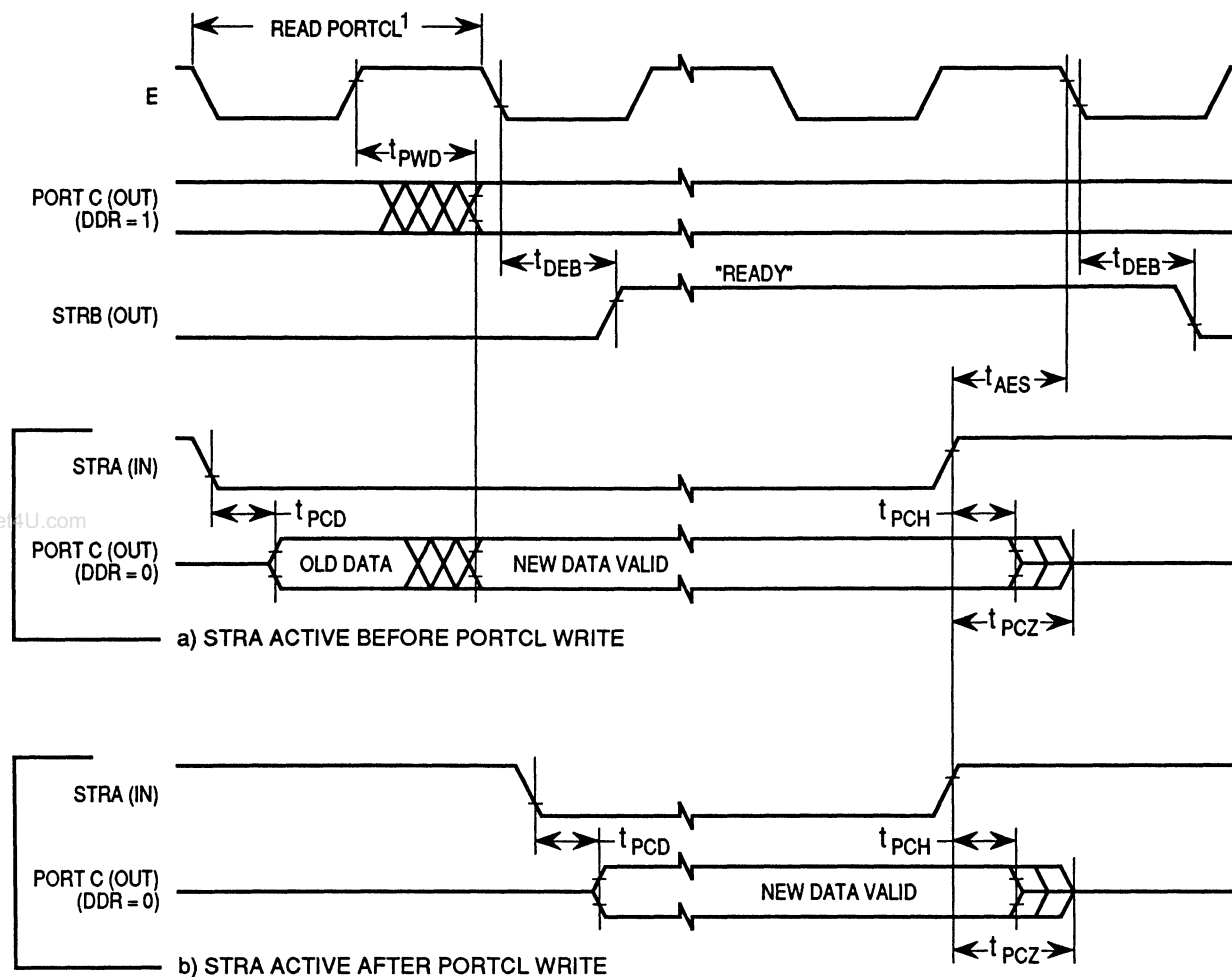 READ PORTCL1
E
tPWD
PORT C (OUT)
(DDR = 1)
tDEB
"READY"
tDEB
STRB (OUT)
tAES
STRA (IN)
tPCD
tPCH
et4U.com
PORT C (OUT)
(DDR = 0)
OLD DATA
NEW DATA VALID
tPCZ
a) STRA ACTIVE BEFORE PORTCL WRITE
STRA (IN)
tPCD
tPCH
PORT C (OUT)
(DDR = 0)
NEW DATA VALID
tPCZ
b) STRA ACTIVE AFTER PORTCL WRITE